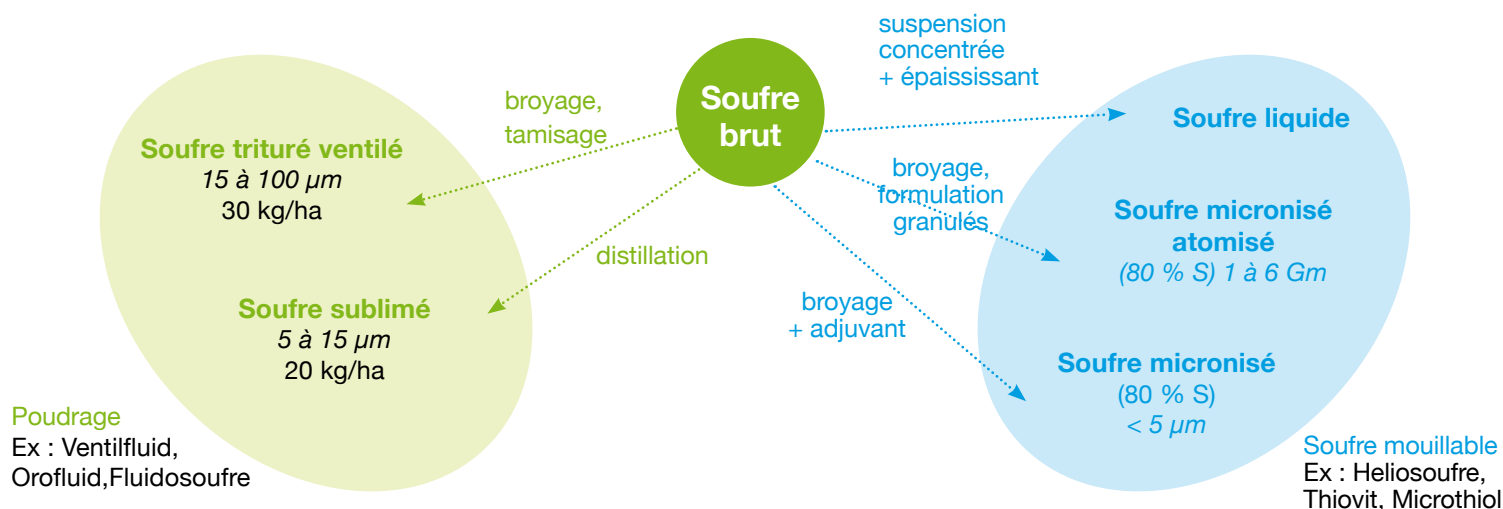 suspension
concentrée
+ épaississant
Soufre
brut
broyage,
tamisage
Soufre liquide
Soufre trituré ventilé
15 à 100 µm
30 kg/ha
broyage,
formulation
granulés
Soufre micronisé
atomisé
(80 % S) 1 à 6 Gm
distillation
Soufre sublimé
5 à 15 µm
20 kg/ha
broyage
+ adjuvant
Soufre micronisé
(80 % S)
< 5 µm
Poudrage
Ex : Ventilfluid,
Orofluid,Fluidosoufre
Soufre mouillable
Ex : Heliosoufre,
Thiovit, Microthiol